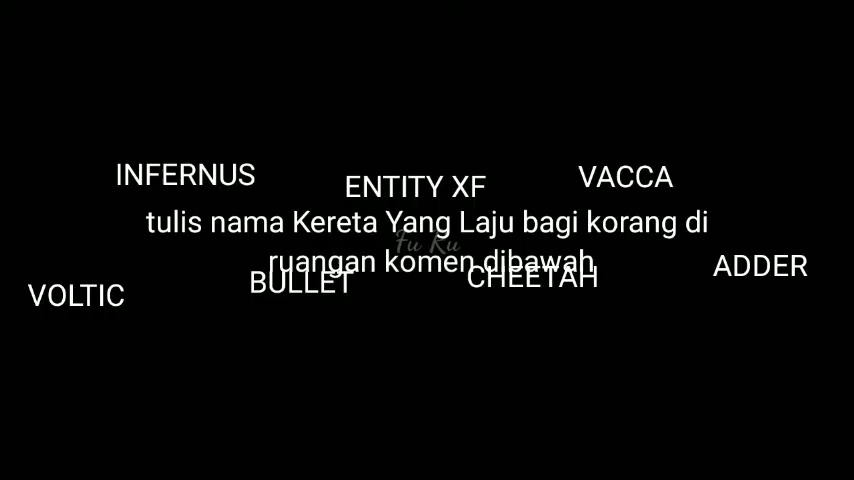 INFERNUS
ENTITY XF
VACCA
tulis nama Kereta Yang Laju bagi korang di
Fu Ru
ruangan komen dibawah
VOLTIC
BULLET
CHEETAH
ADDER